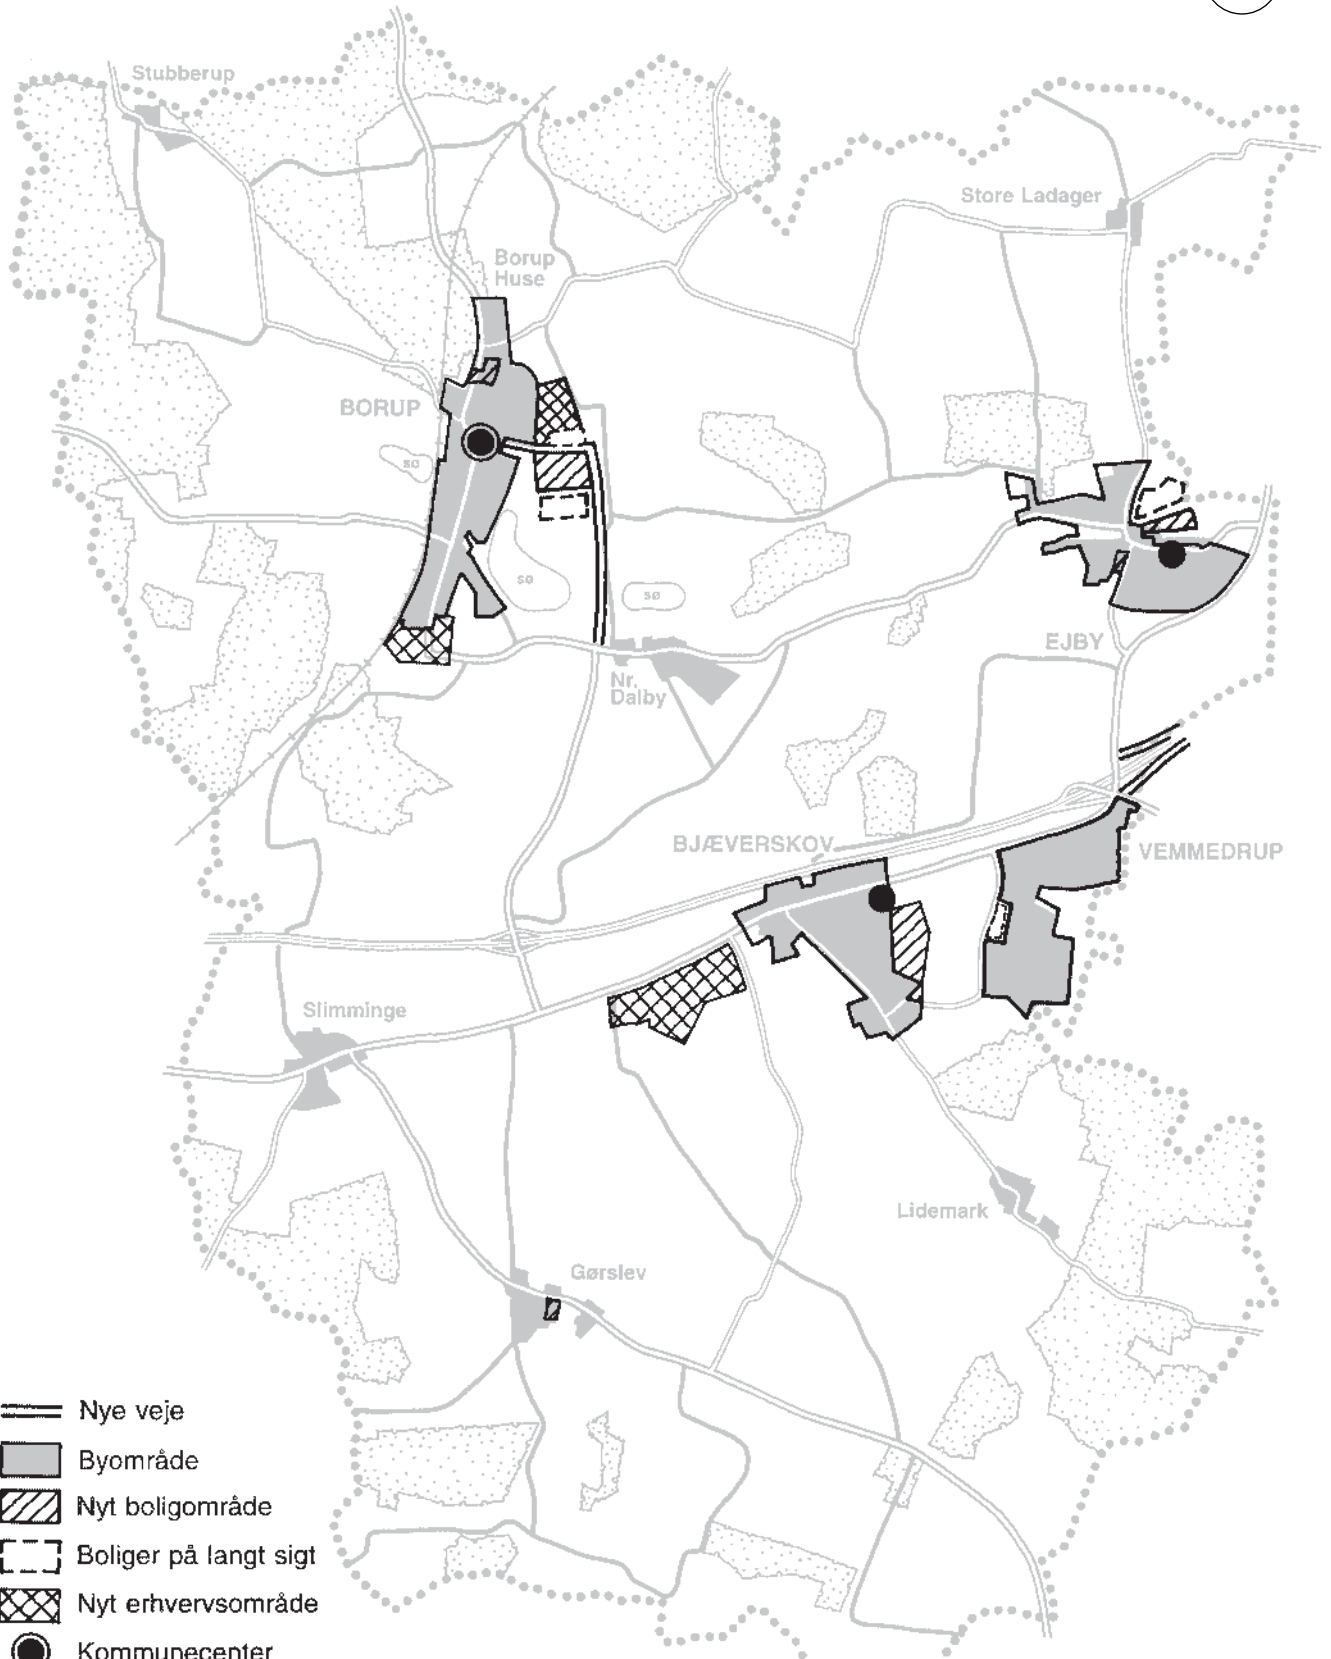 Stubberup
Store Ladager
Borup
Huse
BORUP
sø
sø
sø
EJBY
Nr.
Dalby
BJÆVERSKOV
VEMMEDRUP
Slimminge
Lidemark
Gørslev
Nye veje
Byområde
Nyt boligområde
Boliger på langt sigt
Nyt erhvervsområde
Kommunecenter